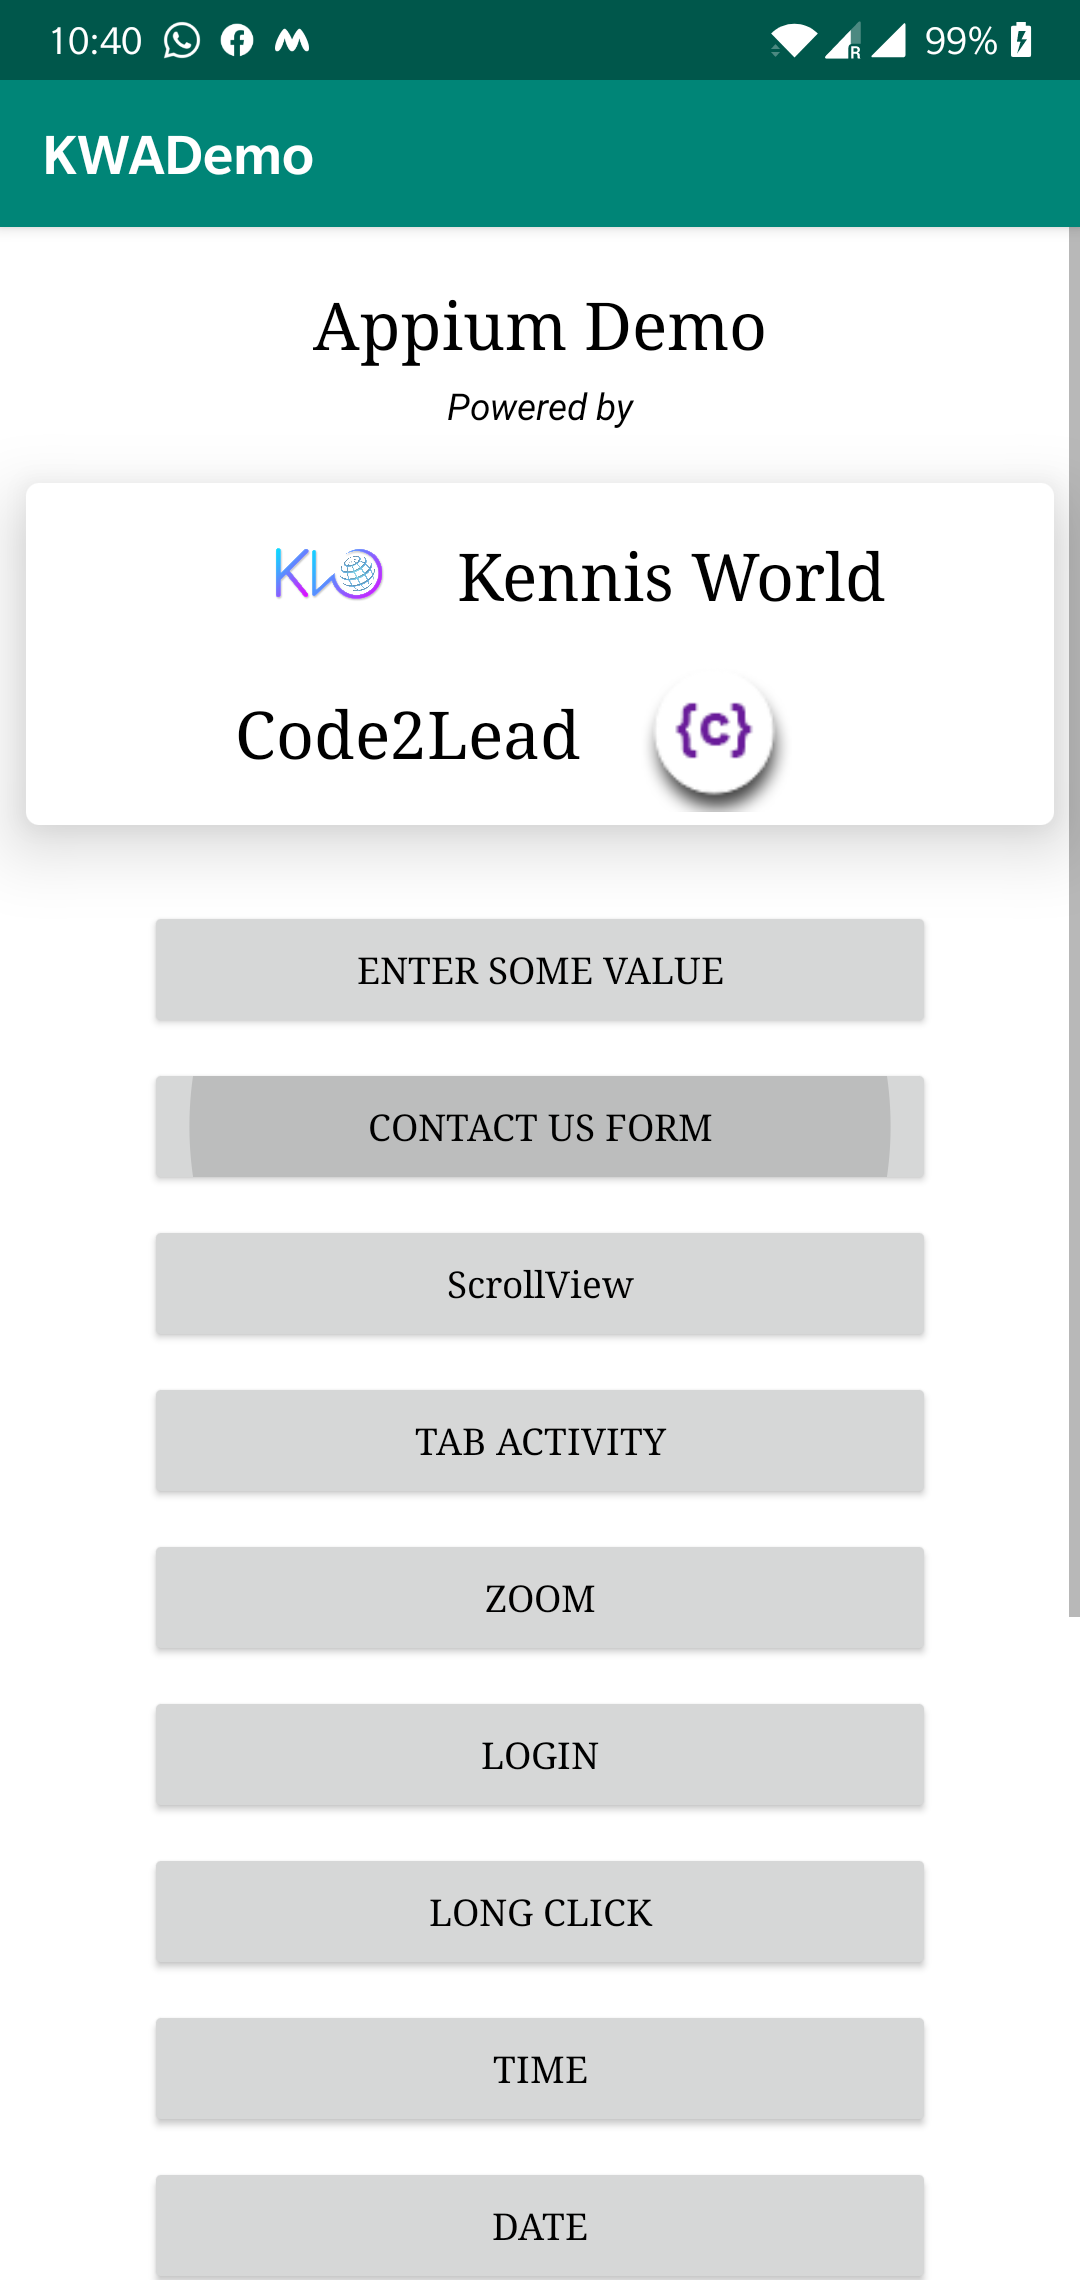 10:40 99%
KWADemo
Appium Demo
Powered by
Kennis World
Code2Lead {c}
ENTER SOME VALUE
CONTACT US FORM
ScrollView
TAB ACTIVITY
ZOOM
LOGIN
LONG CLICK
TIME
DATE